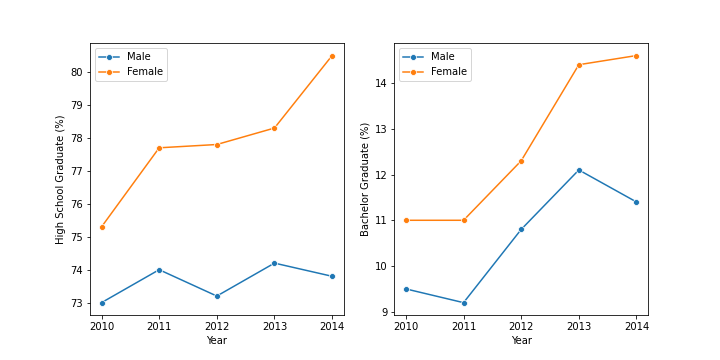 Male
Female
80
79
78
77
76
75
74
73
High School Graduate (%)
2010 2011 2012 2013 2014
Year
Male
Female
14
13
12
11
10
9
Bachelor Graduate (%)
2010 2011 2012 2013 2014
Year